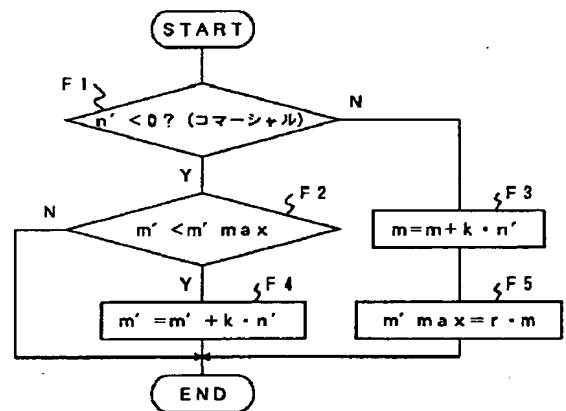 START
F1
n' <0? (コマーシャル)
N
Y
F2
N
m' <m' max
F3
m=m+k・n'
Y
F4
F5
m' =m' +k・n'
m' max=r・m
END